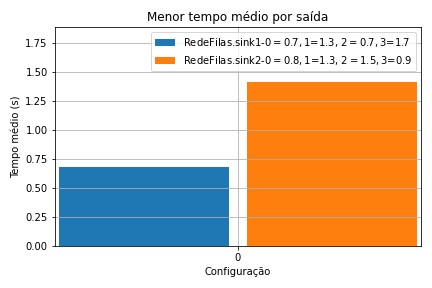 Menor tempo médio por saída
RedeFilas.sink1-0 = 0.7, 1=1.3, 2 = 0.7, 3=1.7
RedeFilas.sink2-0 = 0.8, 1=1.3, 2 = 1.5, 3=0.9
Tempo médio (s)
1.75
1.50
1.25
1.00
0.75
0.50
0.25
0.00
0
Configuração